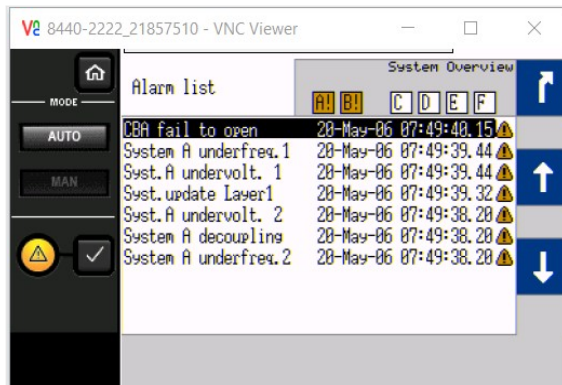 V2 8440-2222_21857510 - VNC Viewer
System Overview
Alarm list
A! B! C D E F
MODE
AUTO
MAN
CBA fail to open 20-May-06 07:49:40.15
System A underfreq.1 20-May-06 07:49:39.44
Syst.A undervolt. 1 20-May-06 07:49:39.44
Syst.update Layer1 20-May-06 07:49:39.32
Syst.A undervolt. 2 20-May-06 07:49:38.20
System A decoupling 20-May-06 07:49:38.20
System A underfreq.2 20-May-06 07:49:38.20